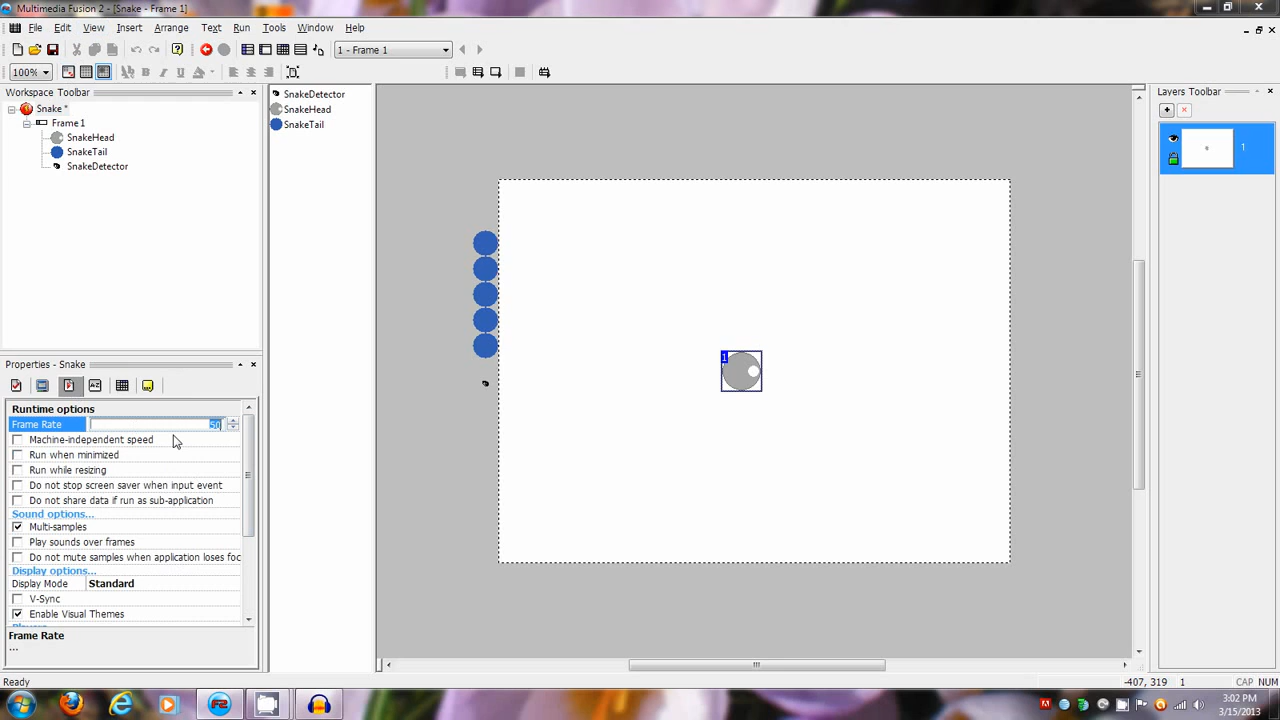 Multimedia Fusion 2 - [Snake - Frame 1]
File Edit View Insert Arrange Text Run Tools Window Help
1 - Frame 1
100%
Workspace Toolbar
Snake *
Frame 1
SnakeHead
SnakeTail
SnakeDetector
SnakeDetector
SnakeHead
SnakeTail
1
Layers Toolbar
1
Properties - Snake
Runtime options
Frame Rate 50
Machine-independent speed
Run when minimized
Run while resizing
Do not stop screen saver when input event
Do not share data if run as sub-application
Sound options...
Multi-samples
Play sounds over frames
Do not mute samples when application loses foc
Display options...
Display Mode Standard
V-Sync
Enable Visual Themes
Frame Rate
...
Ready
-407, 319 1 CAP NUM
3:02 PM
3/15/2013